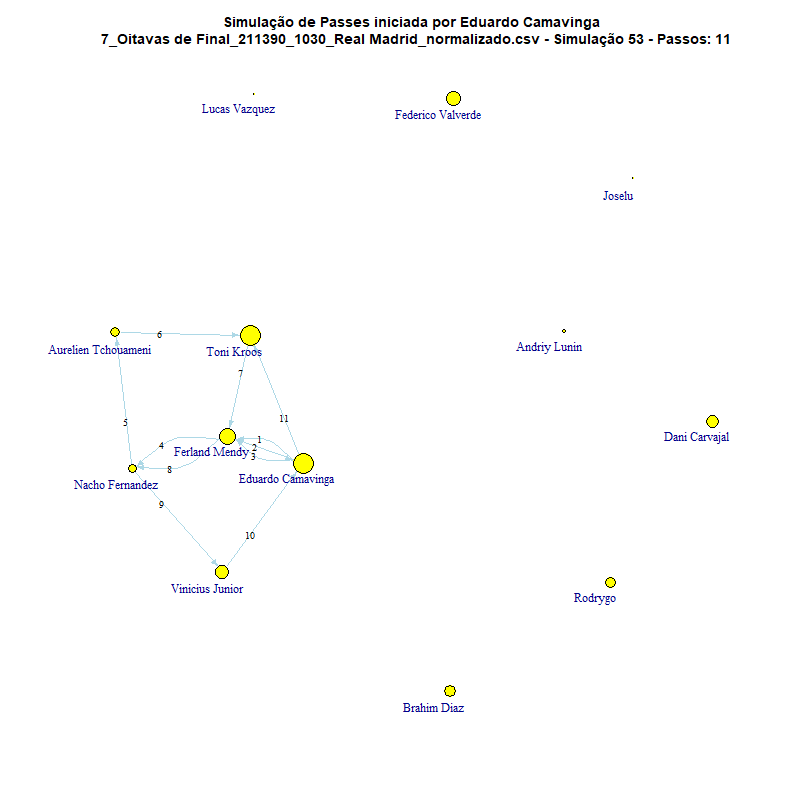 Simulação de Passes iniciada por Eduardo Camavinga
7_Oitavas de Final_211390_1030_Real Madrid_normalizado.csv - Simulação 53 - Passos: 11
Lucas Vazquez
Federico Valverde
Joselu
6
Aurelien Tchouameni
Toni Kroos
Andriy Lunin
7
11
5
Dani Carvajal
1
4
2
Ferland Mendy
3
8
Eduardo Camavinga
Nacho Fernandez
9
10
Vinicius Junior
Rodrygo
Brahim Diaz